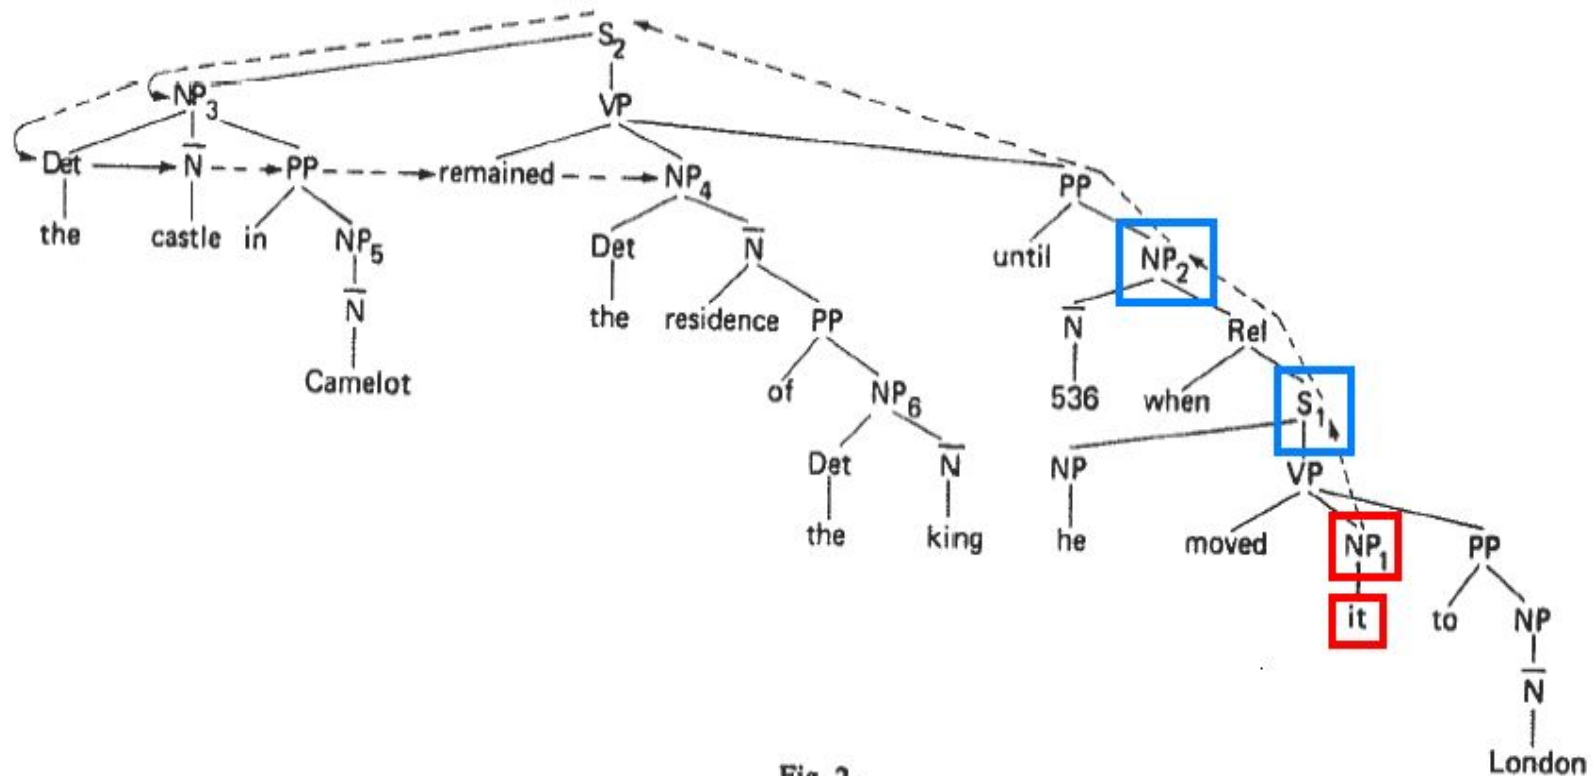 S2
NP3 VP
Det N̅ PP remained NP4 PP
the castle in NP5 Det N̅ until NP2
N̅ the residence PP N̅ Rel
Camelot of NP6 536 when S1
Det N̅ NP VP
the king he moved NP1 PP
it to NP
N̅
London